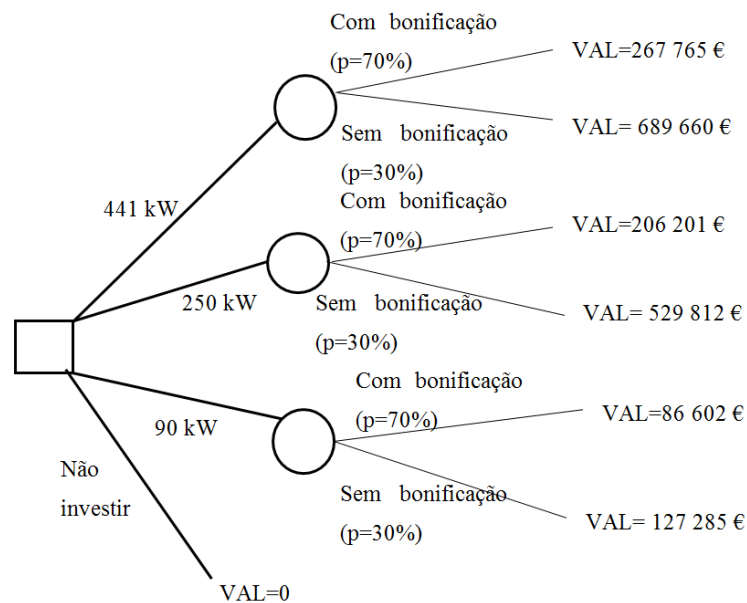 Com bonificação
(p=70%)
VAL=267 765 €
Sem bonificação
(p=30%)
VAL= 689 660 €
441 kW
Com bonificação
(p=70%)
VAL=206 201 €
250 kW
Sem bonificação
(p=30%)
VAL= 529 812 €
Com bonificação
(p=70%)
VAL=86 602 €
90 kW
Sem bonificação
(p=30%)
VAL= 127 285 €
Não
investir
VAL=0